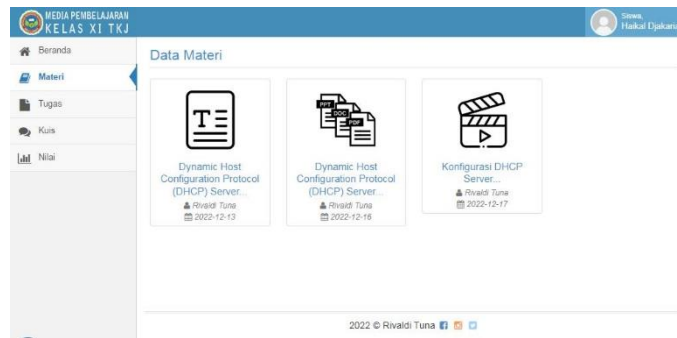 MEDIA PEMBELAJARAN
KELAS XI TKJ
Siswa,
Haikal Djakaria
Beranda
Materi
Tugas
Kuis
Nilai
Data Materi
T
PPT
DOC
PDF
Dynamic Host
Configuration Protocol
(DHCP) Server...
Rivaldi Tuna
2022-12-13
Dynamic Host
Configuration Protocol
(DHCP) Server...
Rivaldi Tuna
2022-12-16
Konfigurasi DHCP
Server...
Rivaldi Tuna
2022-12-17
2022 © Rivaldi Tuna